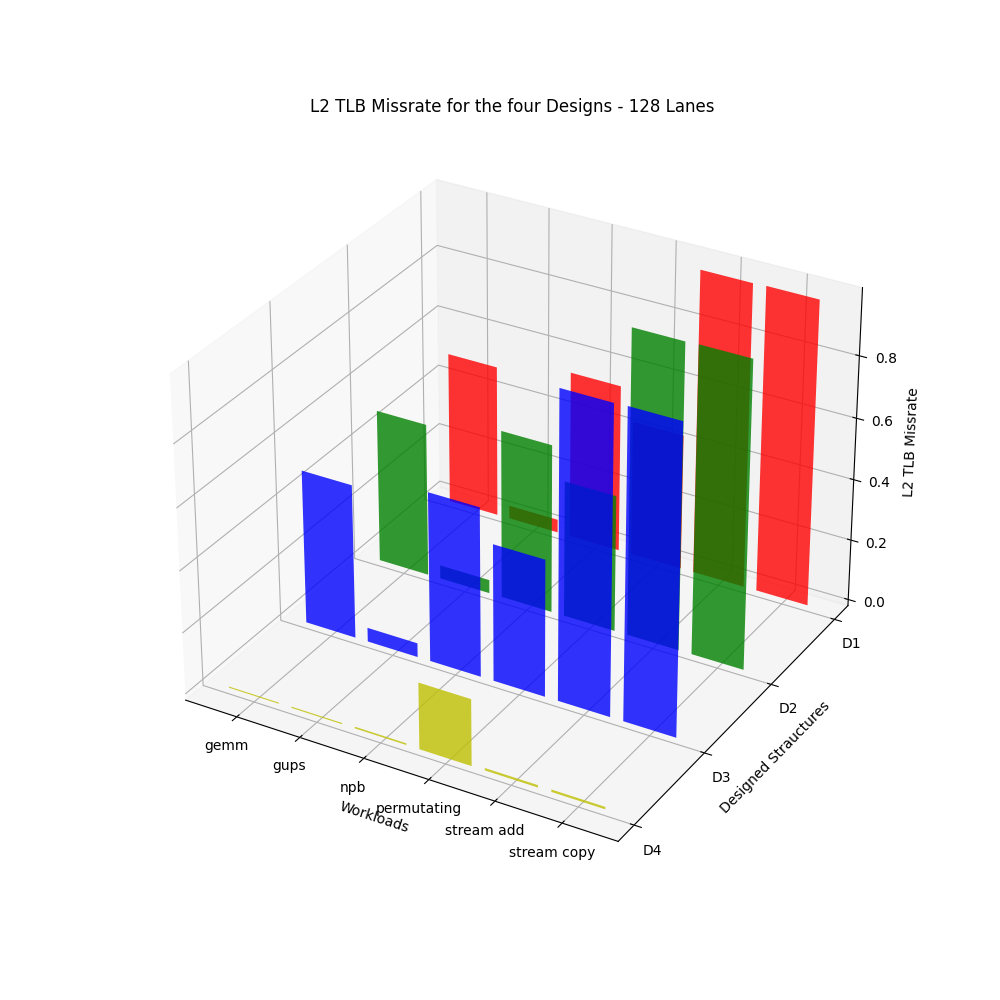 L2 TLB Missrate for the four Designs - 128 Lanes
0.8
0.6
0.4
0.2
0.0
L2 TLB Missrate
D1
D2
D3
D4
Designed Strauctures
gemm
gups
npb
permutating
stream add
stream copy
Workloads